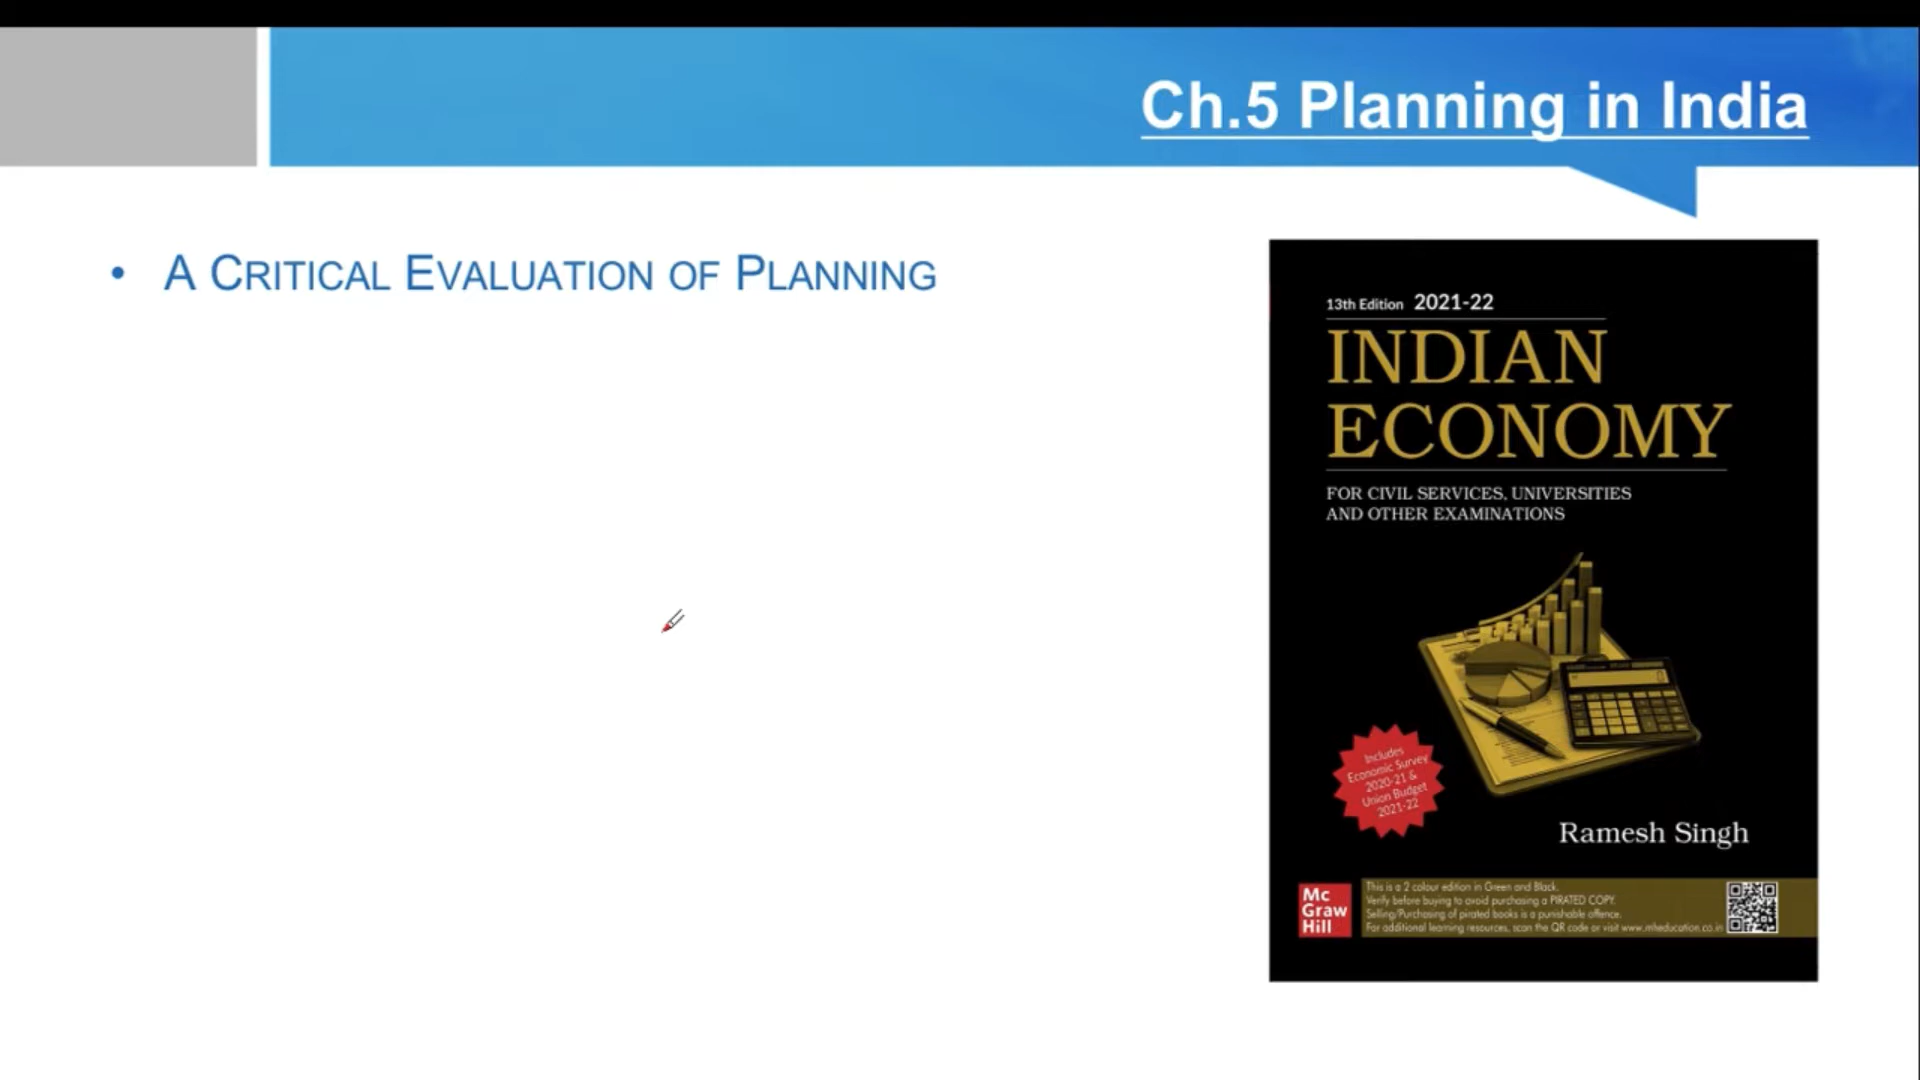 Ch.5 Planning in India
• A CRITICAL EVALUATION OF PLANNING
13th Edition 2021-22
INDIAN
ECONOMY
FOR CIVIL SERVICES, UNIVERSITIES
AND OTHER EXAMINATIONS
Includes
Economic Survey
2020-21 &
Union Budget
2021-22
Ramesh Singh
Mc
Graw
Hill
This is a 2 colour edition in Green and Black.
Verify before buying to avoid purchasing a PIRATED COPY.
Selling/Purchasing of pirated books is a punishable offence.
For additional learning resources, scan the QR code or visit www.mheducation.co.in